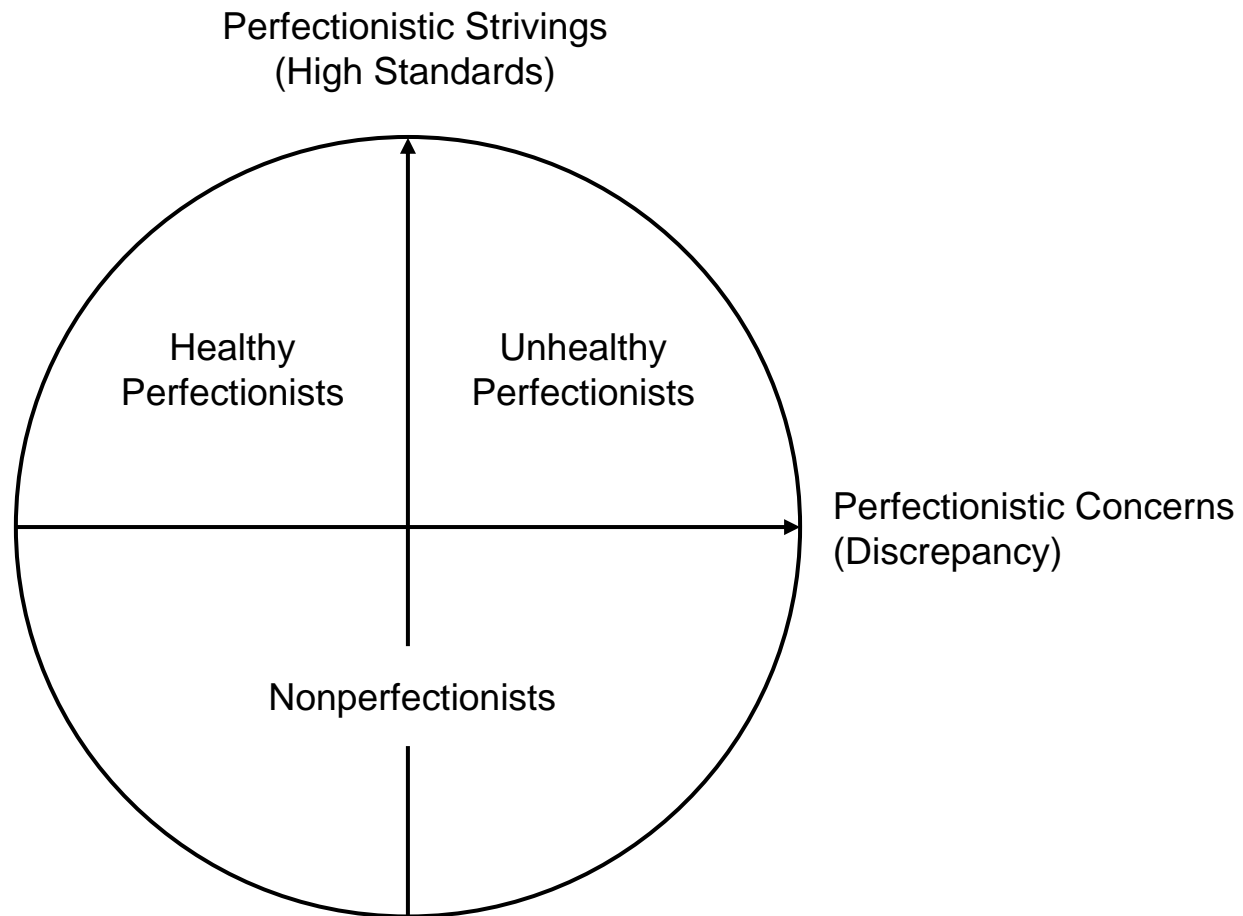 Perfectionistic Strivings
(High Standards)
Healthy
Perfectionists
Unhealthy
Perfectionists
Perfectionistic Concerns
(Discrepancy)
Nonperfectionists